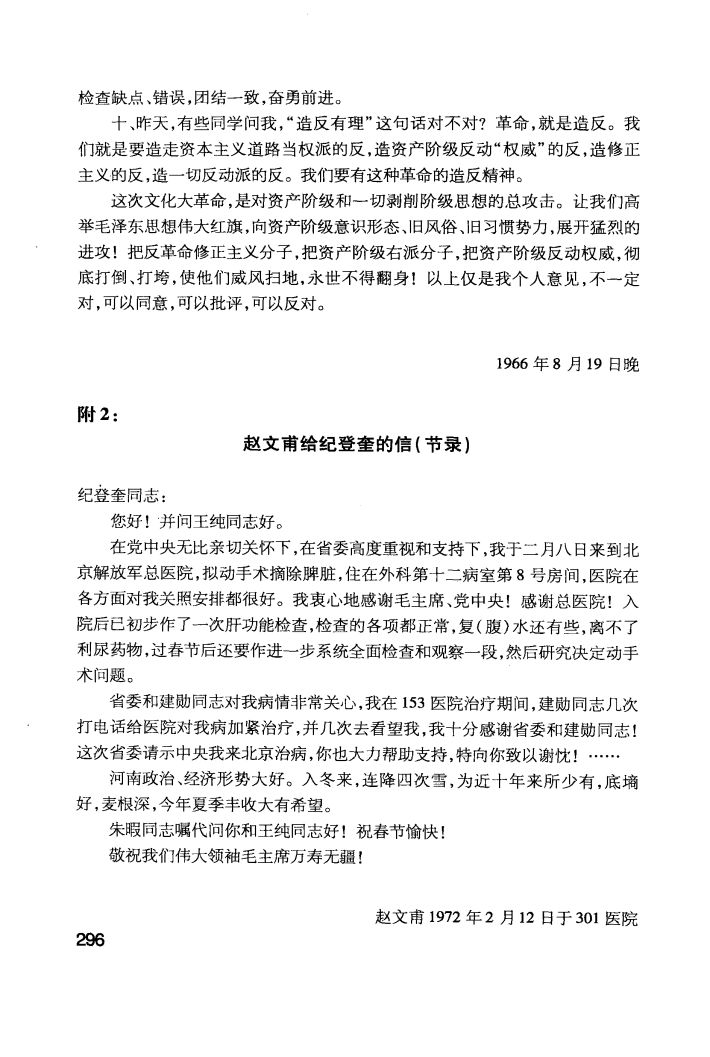 检查缺点、错误,团结一致,奋勇前进。
十、昨天,有些同学问我,“造反有理”这句话对不对?革命,就是造反。我
们就是要造走资本主义道路当权派的反,造资产阶级反动“权威”的反,造修正
主义的反,造一切反动派的反。我们要有这种革命的造反精神。
这次文化大革命,是对资产阶级和一切剥削阶级思想的总攻击。让我们高
举毛泽东思想伟大红旗,向资产阶级意识形态、旧风俗、旧习惯势力,展开猛烈的
进攻!把反革命修正主义分子,把资产阶级右派分子,把资产阶级反动权威,彻
底打倒、打垮,使他们威风扫地,永世不得翻身!以上仅是我个人意见,不一定
对,可以同意,可以批评,可以反对。
1966年8月19日晚
附2:
赵文甫给纪登奎的信(节录)
纪登奎同志:
您好!并问王纯同志好。
在党中央无比亲切关怀下,在省委高度重视和支持下,我于二月八日来到北
京解放军总医院,拟动手术摘除脾脏,住在外科第十二病室第8号房间,医院在
各方面对我关照安排都很好。我衷心地感谢毛主席、党中央!感谢总医院!入
院后已初步作了一次肝功能检查,检查的各项都正常,复(腹)水还有些,离不了
利尿药物,过春节后还要作进一步系统全面检查和观察一段,然后研究决定动手
术问题。
省委和建勋同志对我病情非常关心,我在153医院治疗期间,建勋同志几次
打电话给医院对我病加紧治疗,并几次去看望我,我十分感谢省委和建勋同志!
这次省委请示中央我来北京治病,你也大力帮助支持,特向你致以谢忱!……
河南政治、经济形势大好。入冬来,连降四次雪,为近十年来所少有,底墒
好,麦根深,今年夏季丰收大有希望。
朱暇同志嘱代问你和王纯同志好!祝春节愉快!
敬祝我们伟大领袖毛主席万寿无疆!
赵文甫1972年2月12日于301医院
296